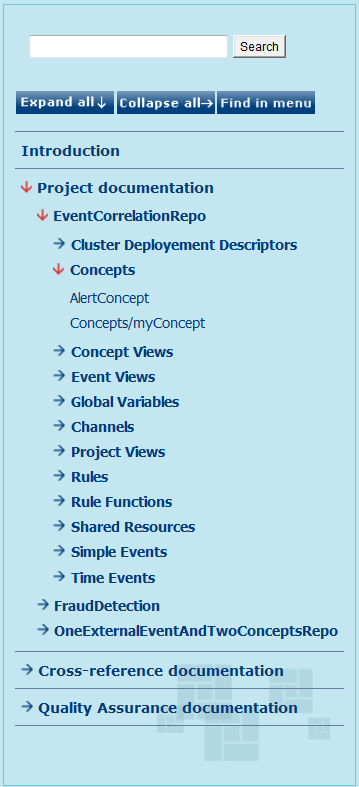 Search
Expand all↓ Collapse all→ Find in menu
Introduction
Project documentation
EventCorrelationRepo
Cluster Deployement Descriptors
Concepts
AlertConcept
Concepts/myConcept
Concept Views
Event Views
Global Variables
Channels
Project Views
Rules
Rule Functions
Shared Resources
Simple Events
Time Events
FraudDetection
OneExternalEventAndTwoConceptsRepo
Cross-reference documentation
Quality Assurance documentation